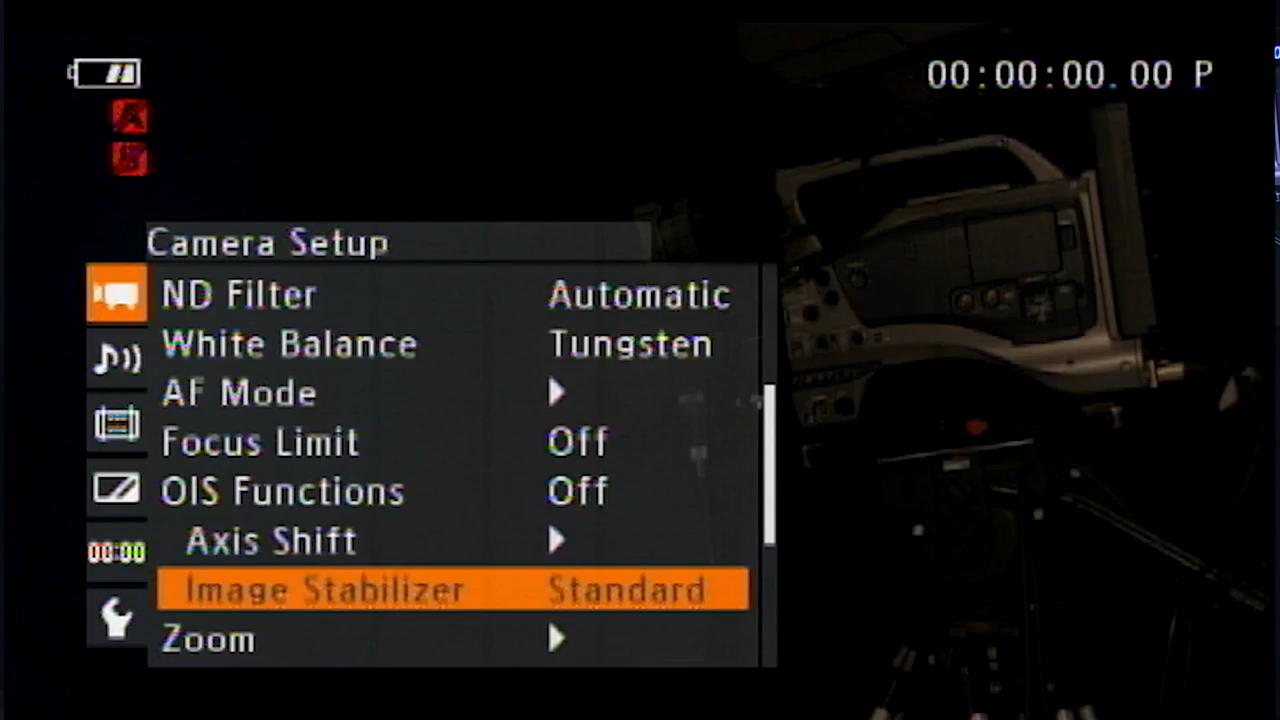 00:00:00.00 P
A
B
Camera Setup
ND Filter Automatic
White Balance Tungsten
AF Mode
Focus Limit Off
OIS Functions Off
Axis Shift
00:00
Image Stabilizer Standard
Zoom